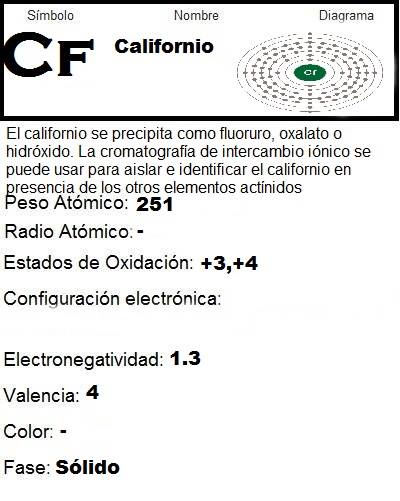 Símbolo Nombre Diagrama
CF Californio Cf
El californio se precipita como fluoruro, oxalato o
hidróxido. La cromatografía de intercambio iónico se
puede usar para aislar e identificar el californio en
presencia de los otros elementos actínidos
Peso Atómico: 251
Radio Atómico: -
Estados de Oxidación: +3,+4
Configuración electrónica:
Electronegatividad: 1.3
Valencia: 4
Color: -
Fase: Sólido